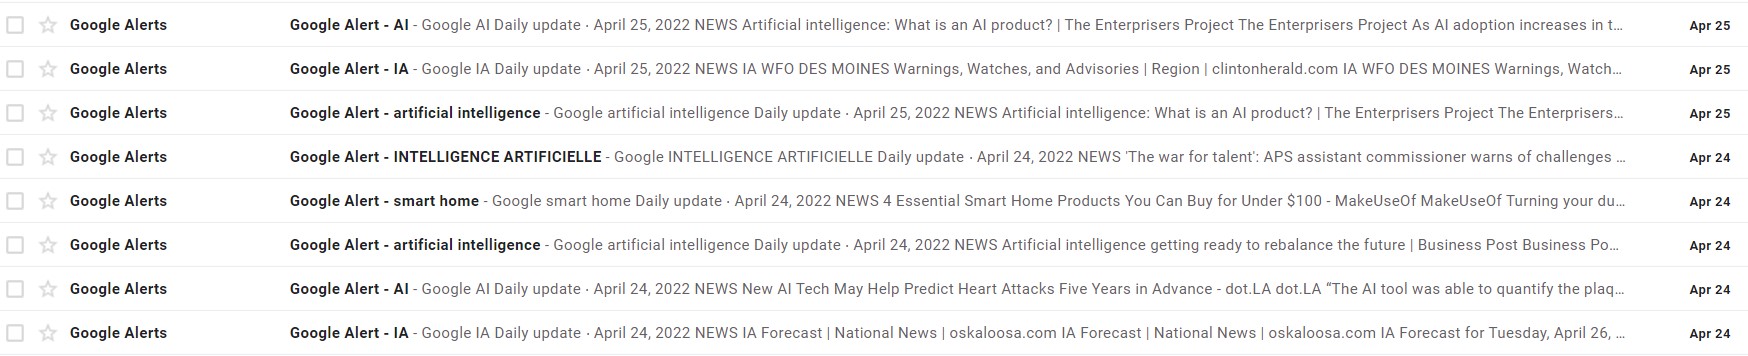 Google Alerts Google Alert - AI - Google AI Daily update · April 25, 2022 NEWS Artificial intelligence: What is an AI product? | The Enterprisers Project The Enterprisers Project As AI adoption increases in t… Apr 25
Google Alerts Google Alert - IA - Google IA Daily update · April 25, 2022 NEWS IA WFO DES MOINES Warnings, Watches, and Advisories | Region | clintonherald.com IA WFO DES MOINES Warnings, Watch… Apr 25
Google Alerts Google Alert - artificial intelligence - Google artificial intelligence Daily update · April 25, 2022 NEWS Artificial intelligence: What is an AI product? | The Enterprisers Project The Enterprisers… Apr 25
Google Alerts Google Alert - INTELLIGENCE ARTIFICIELLE - Google INTELLIGENCE ARTIFICIELLE Daily update · April 24, 2022 NEWS 'The war for talent': APS assistant commissioner warns of challenges … Apr 24
Google Alerts Google Alert - smart home - Google smart home Daily update · April 24, 2022 NEWS 4 Essential Smart Home Products You Can Buy for Under $100 - MakeUseOf MakeUseOf Turning your du… Apr 24
Google Alerts Google Alert - artificial intelligence - Google artificial intelligence Daily update · April 24, 2022 NEWS Artificial intelligence getting ready to rebalance the future | Business Post Business Po… Apr 24
Google Alerts Google Alert - AI - Google AI Daily update · April 24, 2022 NEWS New AI Tech May Help Predict Heart Attacks Five Years in Advance - dot.LA dot.LA “The AI tool was able to quantify the plaq… Apr 24
Google Alerts Google Alert - IA - Google IA Daily update · April 24, 2022 NEWS IA Forecast | National News | oskaloosa.com IA Forecast | National News | oskaloosa.com IA Forecast for Tuesday, April 26, … Apr 24